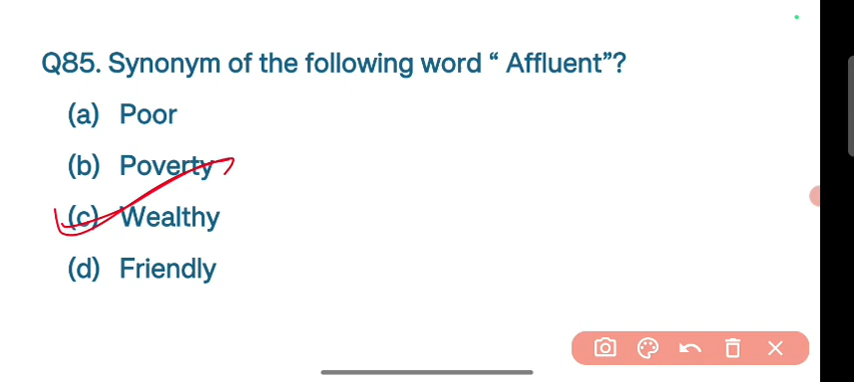 Q85. Synonym of the following word “ Affluent”?
(a) Poor
(b) Poverty
(c) Wealthy
(d) Friendly